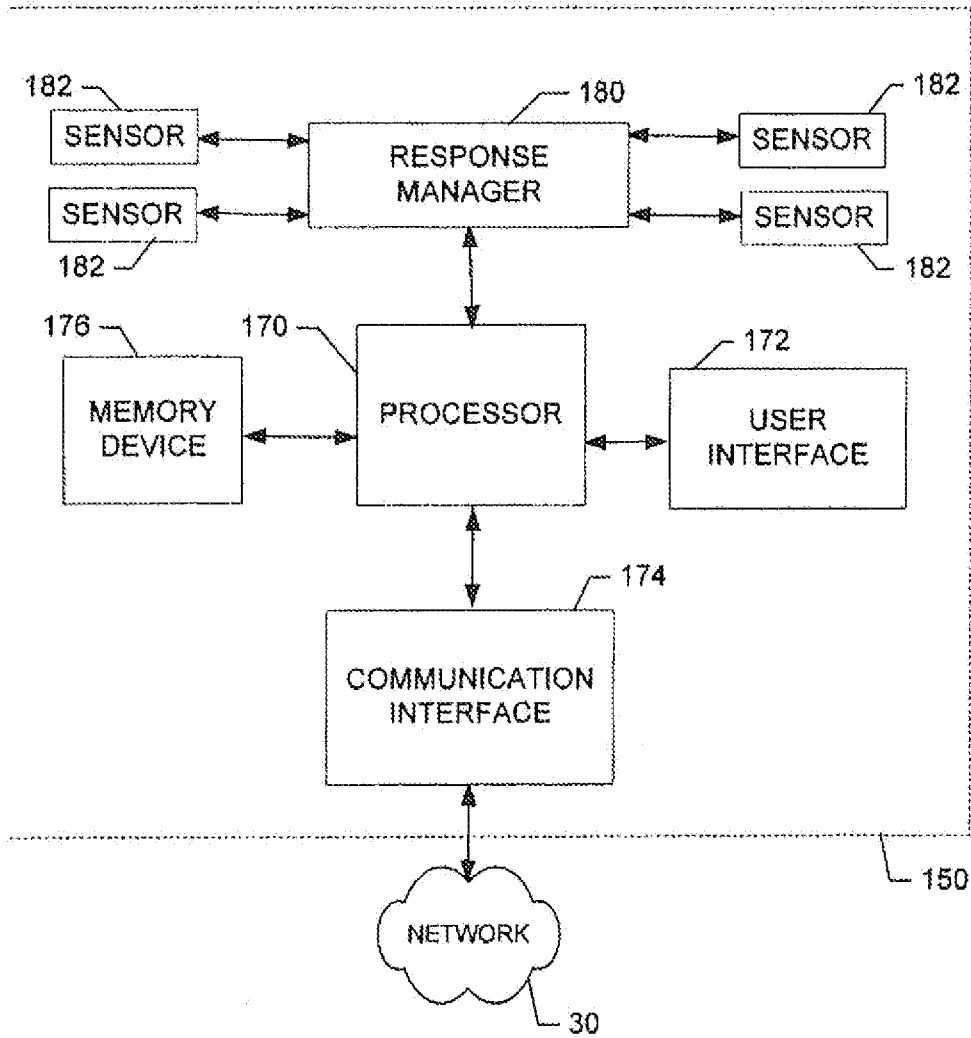 182
180
182
SENSOR
RESPONSE
MANAGER
SENSOR
SENSOR
SENSOR
182
182
176
170
172
MEMORY
DEVICE
PROCESSOR
USER
INTERFACE
174
COMMUNICATION
INTERFACE
150
NETWORK
30